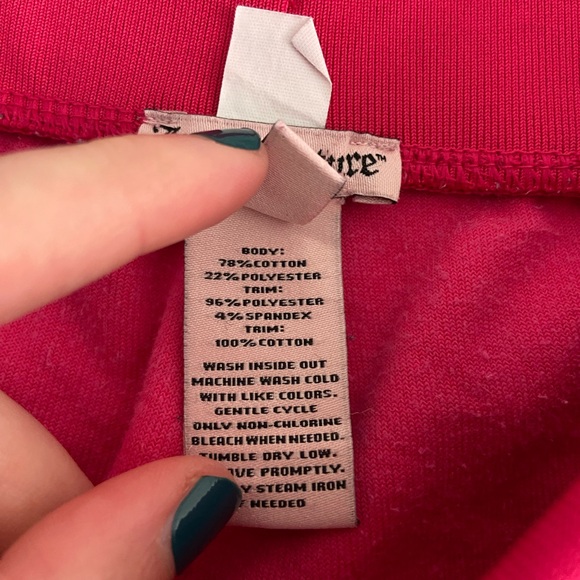 BODY:
78%COTTON
22%POLYESTER
TRIM:
96%POLYESTER
4%SPANDEX
TRIM:
100%COTTON
WASH INSIDE OUT
MACHINE WASH COLD
WITH LIKE COLORS.
GENTLE CYCLE
ONLY NON-CHLORINE
BLEACH WHEN NEEDED.
TUMBLE DRY LOW.
PROMPTLY.
STEAM IRON
NEEDED